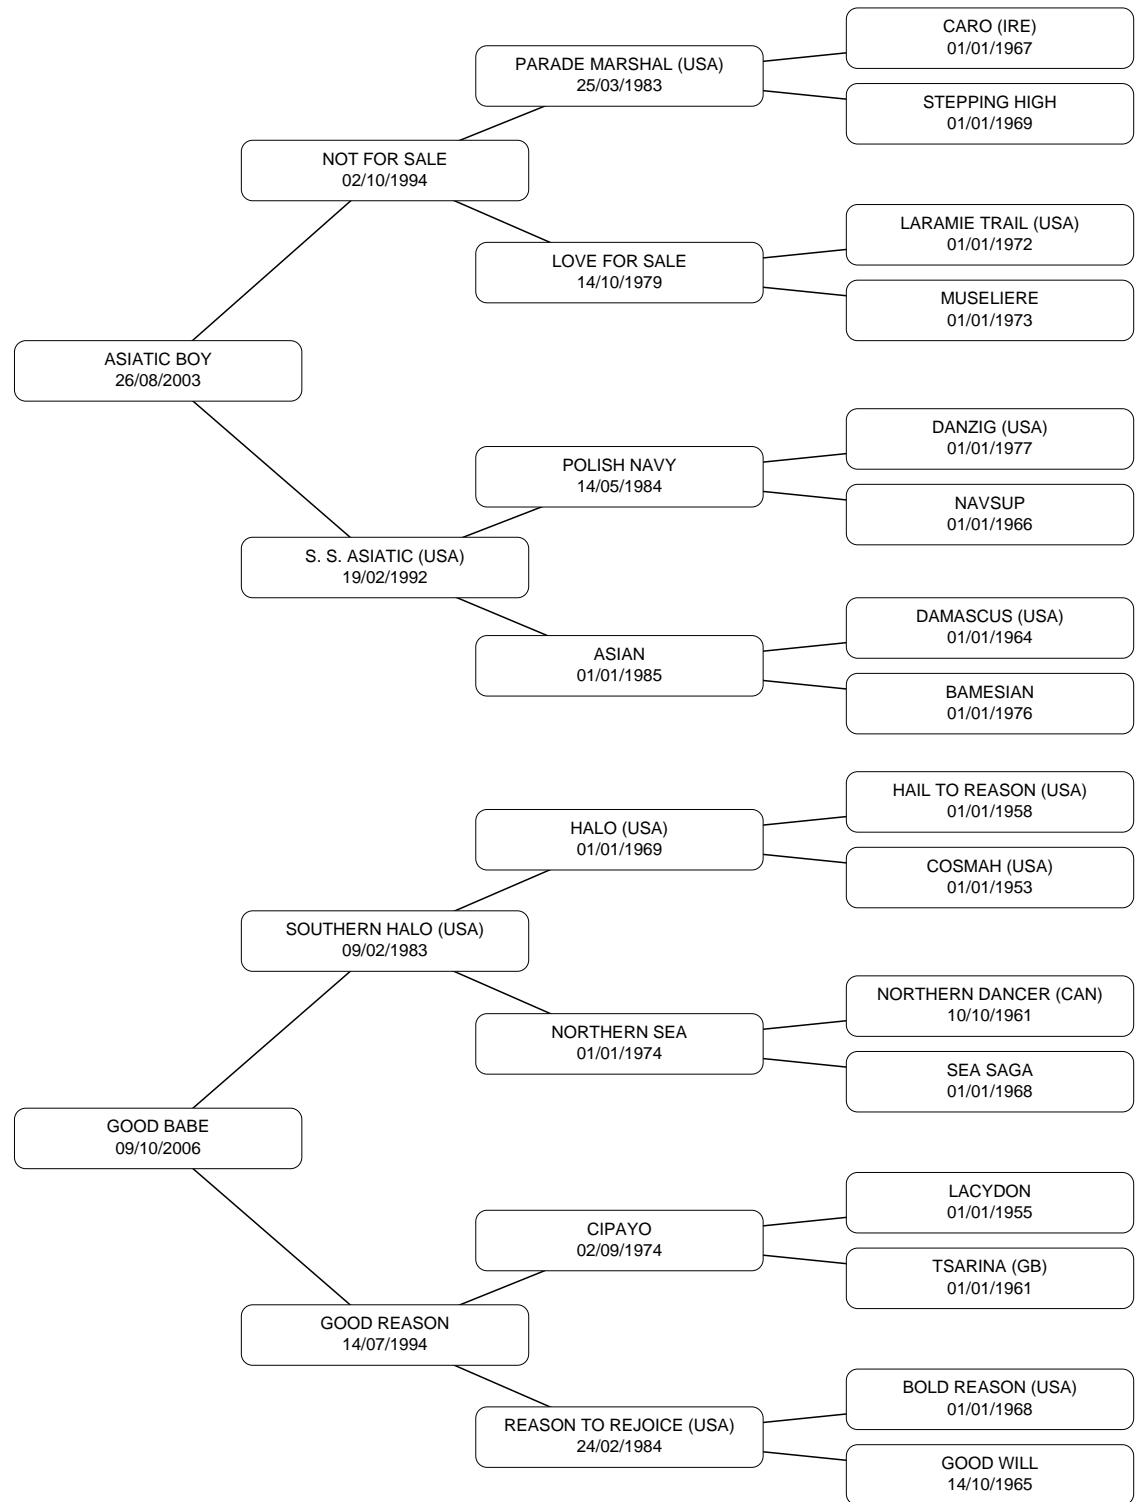 CARO (IRE)
01/01/1967
PARADE MARSHAL (USA)
25/03/1983
STEPPING HIGH
01/01/1969
NOT FOR SALE
02/10/1994
LARAMIE TRAIL (USA)
01/01/1972
LOVE FOR SALE
14/10/1979
MUSELIERE
01/01/1973
ASIATIC BOY
26/08/2003
DANZIG (USA)
01/01/1977
POLISH NAVY
14/05/1984
NAVSUP
01/01/1966
S. S. ASIATIC (USA)
19/02/1992
DAMASCUS (USA)
01/01/1964
ASIAN
01/01/1985
BAMESIAN
01/01/1976
HAIL TO REASON (USA)
01/01/1958
HALO (USA)
01/01/1969
COSMAH (USA)
01/01/1953
SOUTHERN HALO (USA)
09/02/1983
NORTHERN DANCER (CAN)
10/10/1961
NORTHERN SEA
01/01/1974
SEA SAGA
01/01/1968
GOOD BABE
09/10/2006
LACYDON
01/01/1955
CIPAYO
02/09/1974
TSARINA (GB)
01/01/1961
GOOD REASON
14/07/1994
BOLD REASON (USA)
01/01/1968
REASON TO REJOICE (USA)
24/02/1984
GOOD WILL
14/10/1965